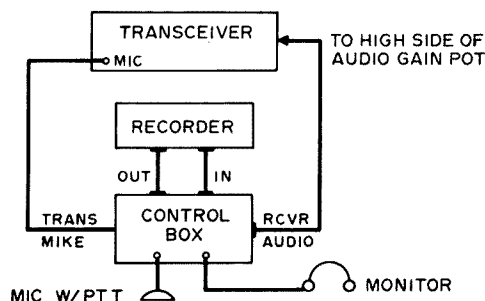 TRANSCEIVER
MIC
TO HIGH SIDE OF
AUDIO GAIN POT
RECORDER
OUT
IN
TRANS
MIKE
CONTROL
BOX
RCVR
AUDIO
MIC W/PTT
MONITOR